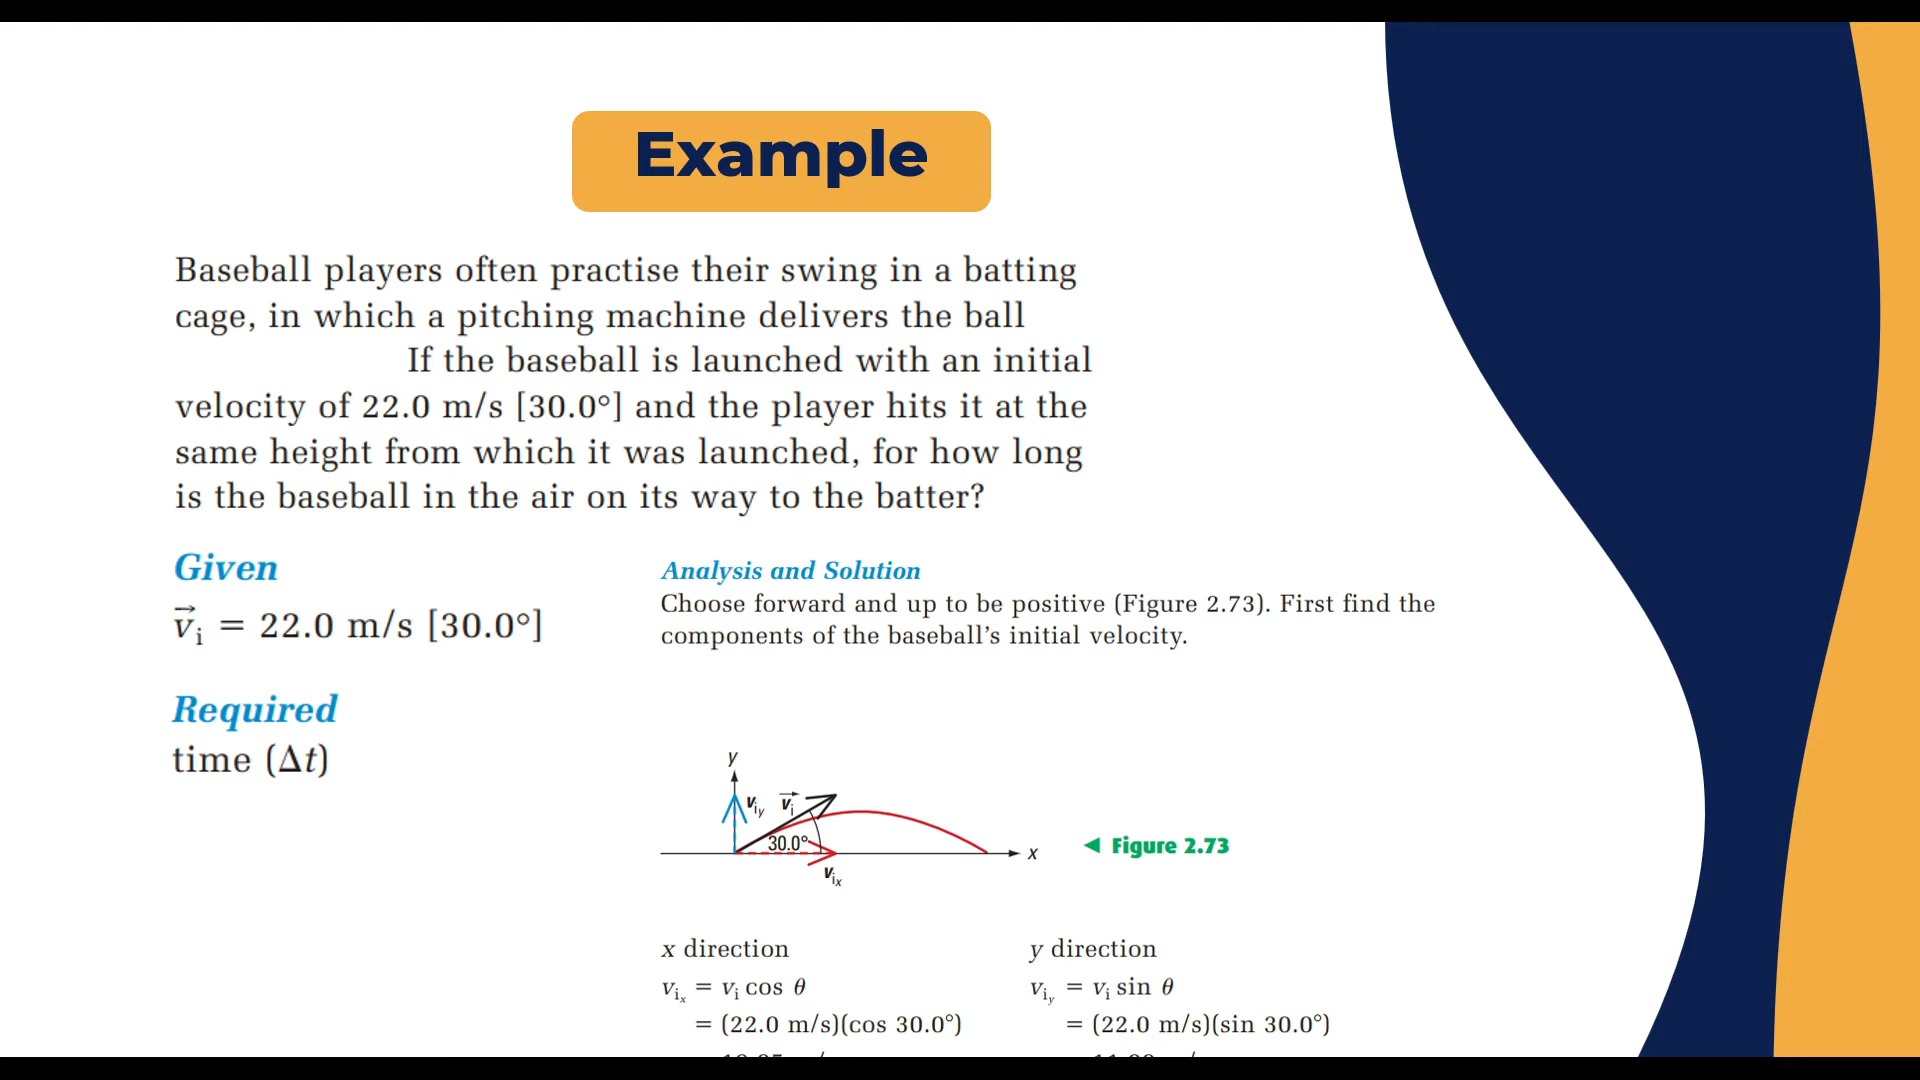 Example
Baseball players often practise their swing in a batting
cage, in which a pitching machine delivers the ball
If the baseball is launched with an initial
velocity of 22.0 m/s [30.0°] and the player hits it at the
same height from which it was launched, for how long
is the baseball in the air on its way to the batter?
Given
v⃗i = 22.0 m/s [30.0°]
Required
time (Δt)
Analysis and Solution
Choose forward and up to be positive (Figure 2.73). First find the
components of the baseball’s initial velocity.
y
viy v⃗i
30.0°
x
vix
◄ Figure 2.73
x direction
vix = vi cos θ
= (22.0 m/s)(cos 30.0°)
y direction
viy = vi sin θ
= (22.0 m/s)(sin 30.0°)